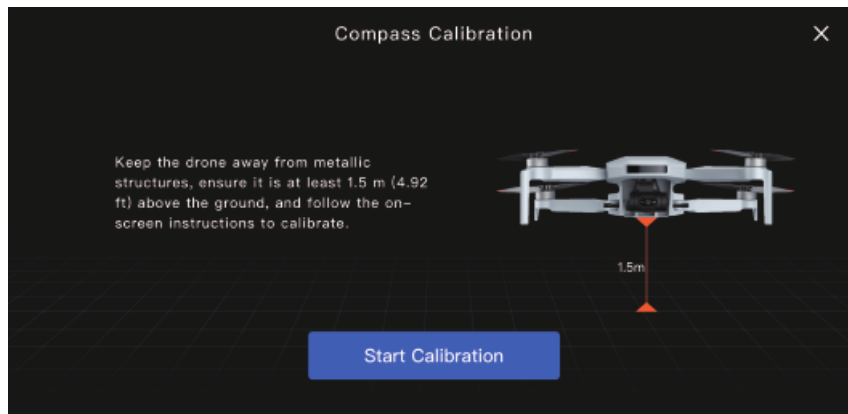 Compass Calibration
Keep the drone away from metallic
structures, ensure it is at least 1.5 m (4.92
ft) above the ground, and follow the on-
screen instructions to calibrate.
1.5m
Start Calibration